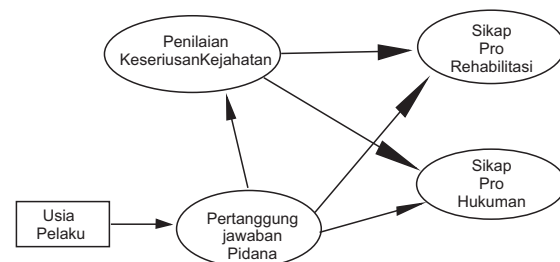 Penilaian
KeseriusanKejahatan
Sikap
Pro
Rehabilitasi
Sikap
Pro
Hukuman
Usia
Pelaku
Pertanggung
jawaban
Pidana